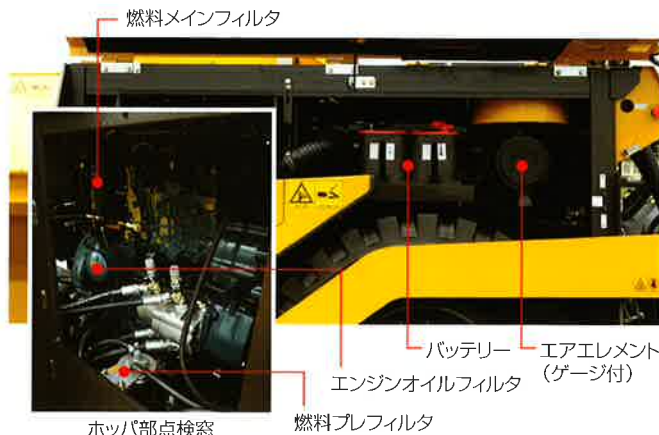 燃料メインフィルタ
バッテリー
エアエレメント
（ゲージ付）
エンジンオイルフィルタ
燃料プレフィルタ
ホッパ部点検窓